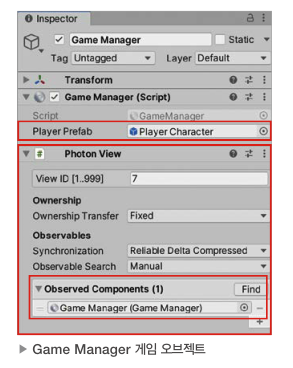 Inspector
Game Manager Static
Tag Untagged Layer Default
Transform
Game Manager (Script)
Script GameManager
Player Prefab Player Character
# Photon View
View ID [1..999] 7
Ownership
Ownership Transfer Fixed
Observables
Synchronization Reliable Delta Compressed
Observable Search Manual
Observed Components (1) Find
Game Manager (Game Manager)
▶ Game Manager 게임 오브젝트